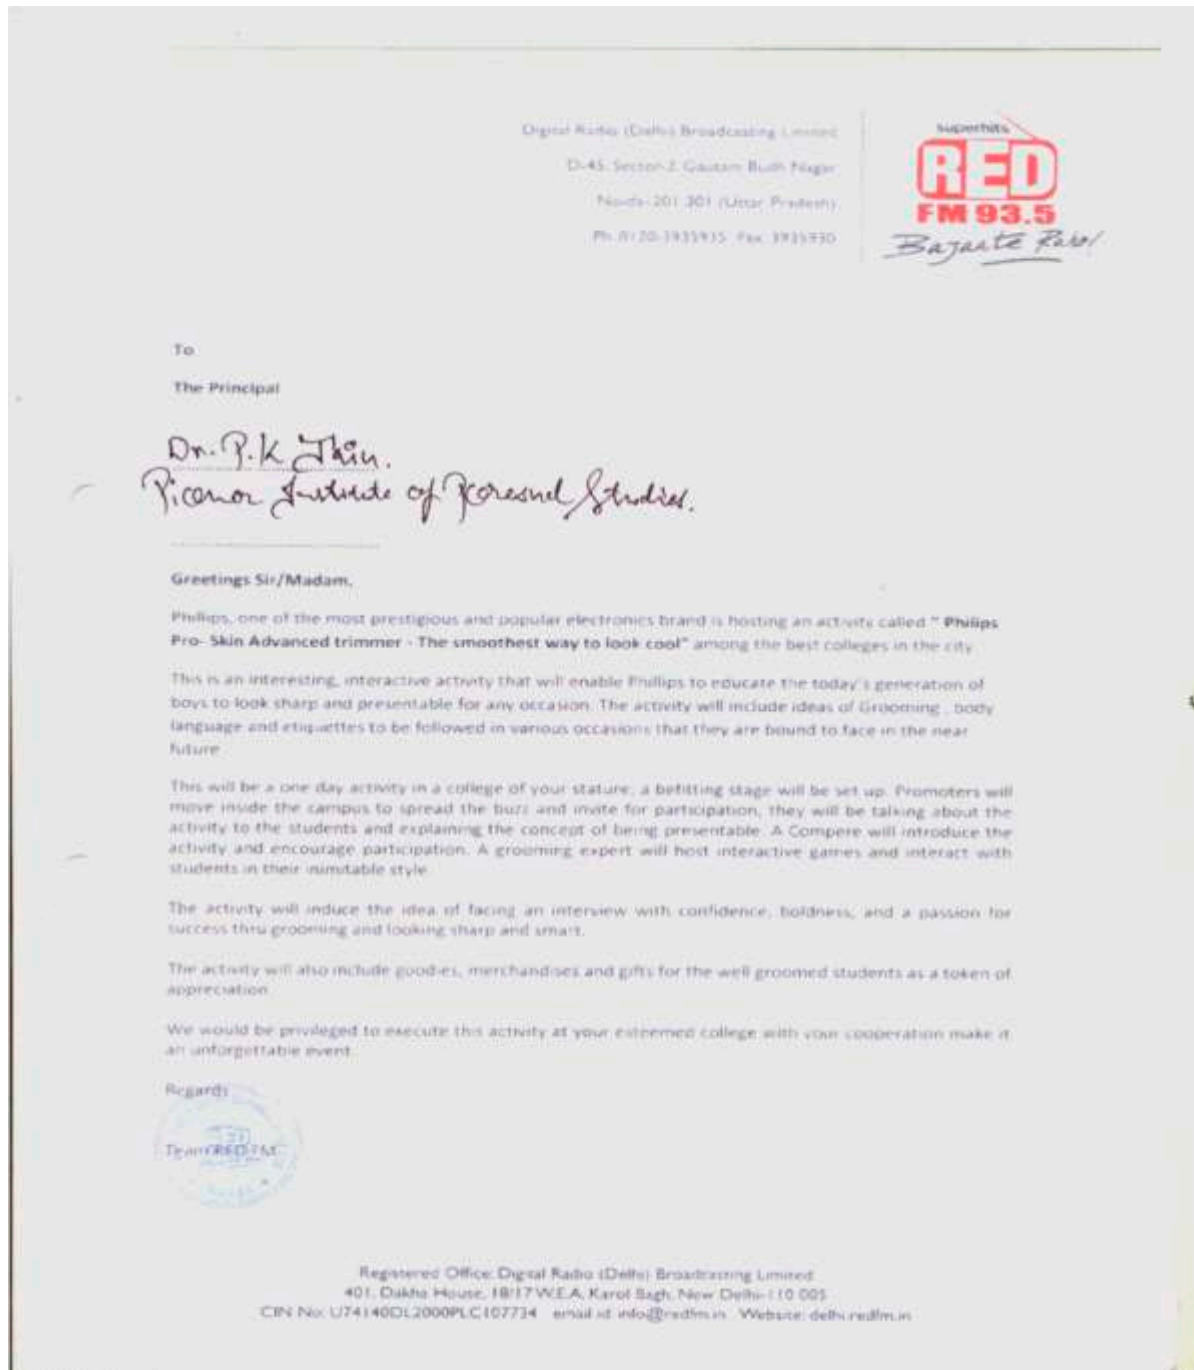 Digital Radio (Delhi) Broadcasting Limited
D-45, Sector-2, Gautam Budh Nagar
Noida-201 301 (Uttar Pradesh)
Ph. 0120-3935935 Fax: 3935930
superhits
RED
FM 93.5
Bajaate Raho!
To
The Principal
Dr. P.K
Institute of Studies.
Greetings Sir/Madam,
Phillips, one of the most prestigious and popular electronics brand is hosting an activity called " Philips
Pro- Skin Advanced trimmer - The smoothest way to look cool" among the best colleges in the city
This is an interesting, interactive activity that will enable Phillips to educate the today's generation of
boys to look sharp and presentable for any occasion. The activity will include ideas of Grooming , body
language and etiquettes to be followed in various occasions that they are bound to face in the near
future
This will be a one day activity in a college of your stature, a befitting stage will be set up. Promoters will
move inside the campus to spread the buzz and invite for participation, they will be talking about the
activity to the students and explaining the concept of being presentable. A Compere will introduce the
activity and encourage participation. A grooming expert will host interactive games and interact with
students in their inimitable style
The activity will induce the idea of facing an interview with confidence, boldness, and a passion for
success thru grooming and looking sharp and smart.
The activity will also include goodies, merchandises and gifts for the well groomed students as a token of
appreciation
We would be privileged to execute this activity at your esteemed college with your cooperation make it
an unforgettable event.
Regards
Team RED FM
Registered Office: Digital Radio (Delhi) Broadcasting Limited
401, Dakha House, 18/17 W.E.A, Karol Bagh, New Delhi-110 005
CIN No: U74140DL2000PLC107734 email id: info@redfm.in Website: delhi.redfm.in